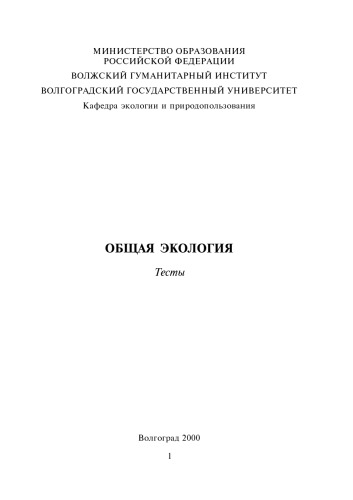 МИНИСТЕРСТВО ОБРАЗОВАНИЯ
РОССИЙСКОЙ ФЕДЕРАЦИИ
ВОЛЖСКИЙ ГУМАНИТАРНЫЙ ИНСТИТУТ
ВОЛГОГРАДСКИЙ ГОСУДАРСТВЕННЫЙ УНИВЕРСИТЕТ
Кафедра экологии и природопользования
ОБЩАЯ ЭКОЛОГИЯ
Тесты
Волгоград 2000
1